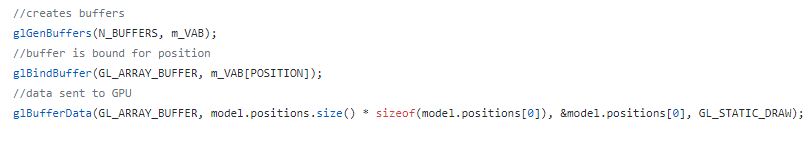 //creates buffers
glGenBuffers(N_BUFFERS, m_VAB);
//buffer is bound for position
glBindBuffer(GL_ARRAY_BUFFER, m_VAB[POSITION]);
//data sent to GPU
glBufferData(GL_ARRAY_BUFFER, model.positions.size() * sizeof(model.positions[0]), &model.positions[0], GL_STATIC_DRAW);